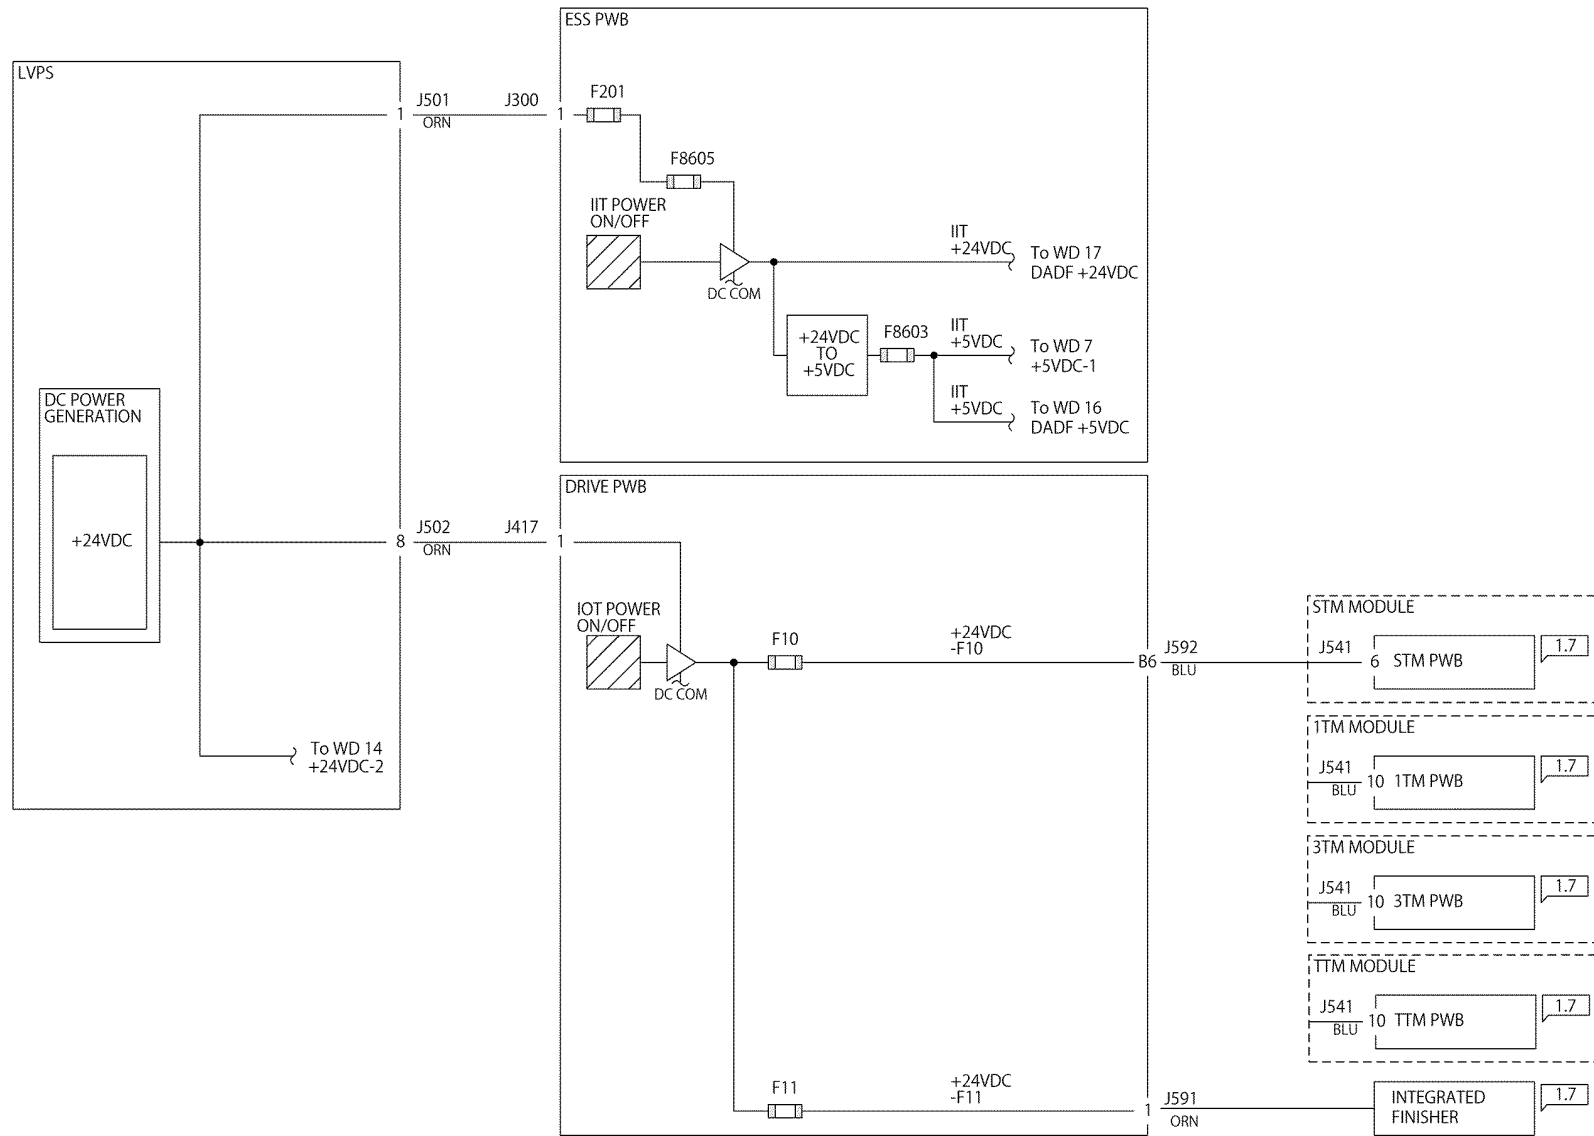 ESS PWB
LVPS
J501
ORN
J300
1
1
F201
F8605
IIT POWER
ON/OFF
DC COM
IIT
+24VDC
To WD 17
DADF +24VDC
+24VDC
TO
+5VDC
F8603
IIT
+5VDC
To WD 7
+5VDC-1
IIT
+5VDC
To WD 16
DADF +5VDC
DC POWER
GENERATION
+24VDC
8
J502
ORN
J417
1
To WD 14
+24VDC-2
DRIVE PWB
IOT POWER
ON/OFF
DC COM
F10
+24VDC
-F10
B6
J592
BLU
STM MODULE
J541
6
STM PWB
1.7
1TM MODULE
J541
BLU
10
1TM PWB
1.7
3TM MODULE
J541
BLU
10
3TM PWB
1.7
TTM MODULE
J541
BLU
10
TTM PWB
1.7
F11
+24VDC
-F11
1
J591
ORN
INTEGRATED
FINISHER
1.7